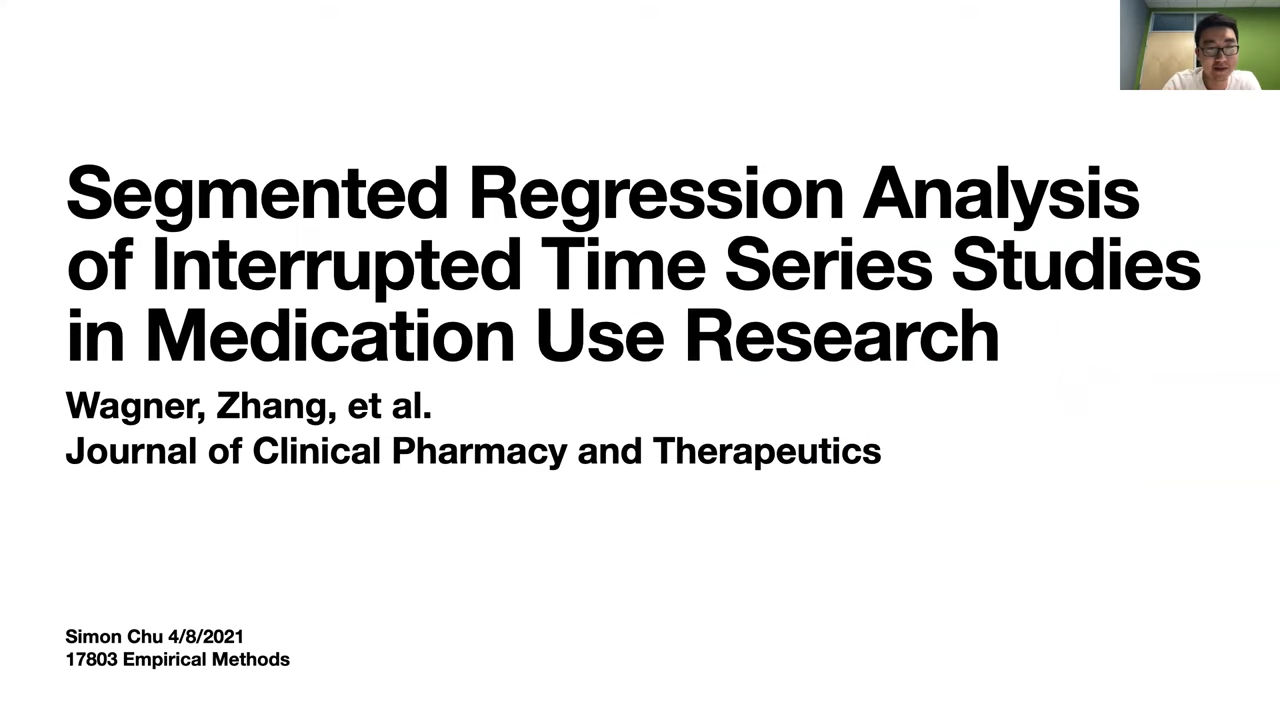 Segmented Regression Analysis
of Interrupted Time Series Studies
in Medication Use Research
Wagner, Zhang, et al.
Journal of Clinical Pharmacy and Therapeutics
Simon Chu 4/8/2021
17803 Empirical Methods